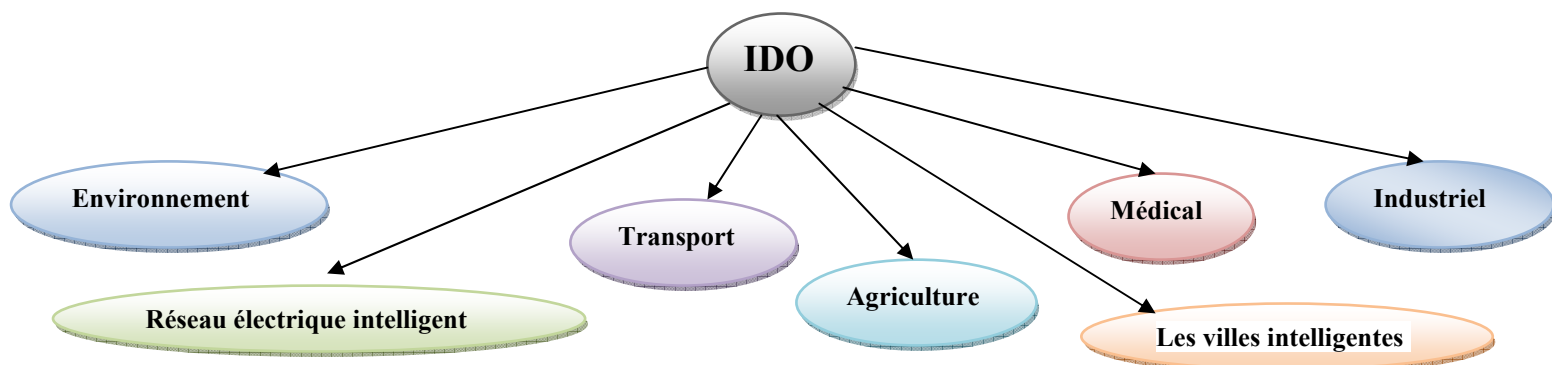 IDO
Environnement
Médical
Industriel
Transport
Réseau électrique intelligent
Agriculture
Les villes intelligentes